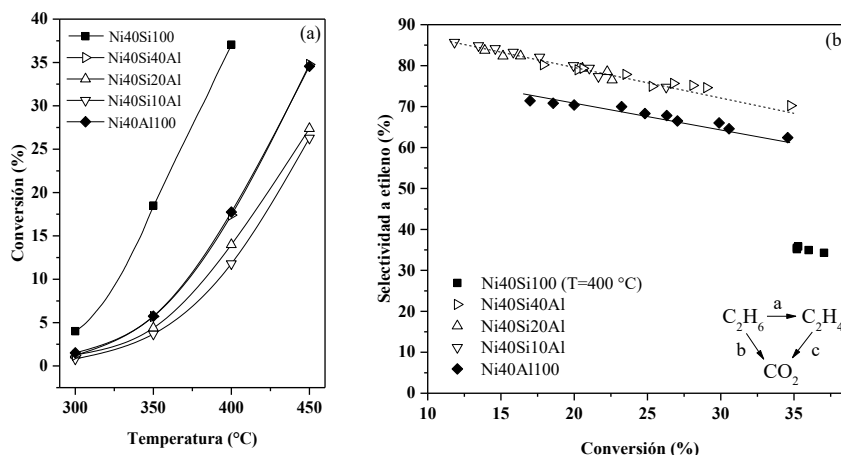 (a)
Ni40Si100
Ni40Si40Al
Ni40Si20Al
Ni40Si10Al
Ni40Al100
Conversión (%)
40
35
30
25
20
15
10
5
0
300 350 400 450
Temperatura (°C)
(b)
Selectividad a etileno (%)
90
80
70
60
50
40
30
20
10
0
Ni40Si100 (T=400 °C)
Ni40Si40Al
Ni40Si20Al
Ni40Si10Al
Ni40Al100
a
C₂H₆ C₂H₄
b c
CO₂
10 15 20 25 30 35
Conversión (%)